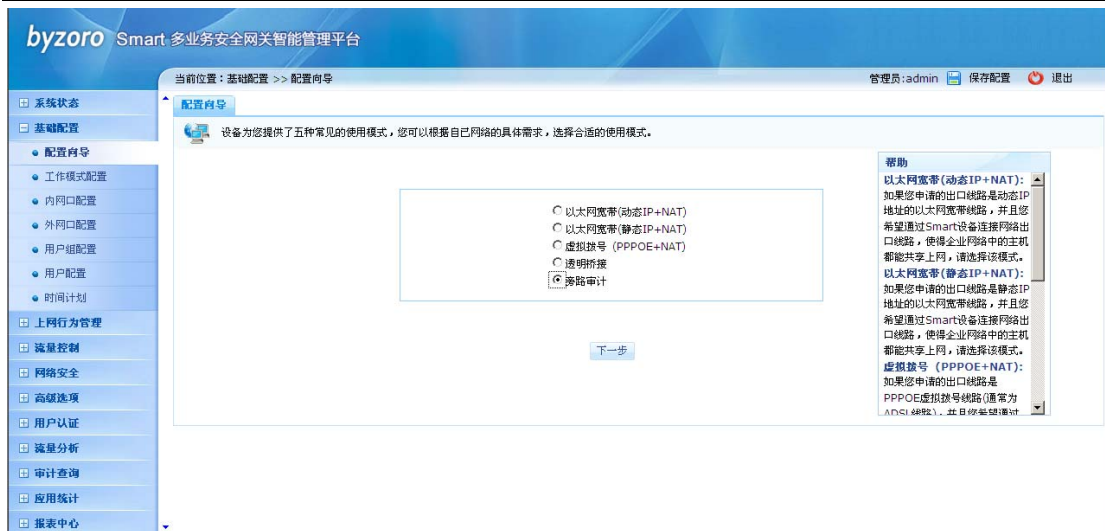 byzoro Smart 多业务安全网关智能管理平台
当前位置：基础配置 >> 配置向导
管理员:admin 保存配置 退出
系统状态
基础配置
配置向导
工作模式配置
内网口配置
外网口配置
用户组配置
用户配置
时间计划
上网行为管理
流量控制
网络安全
高级选项
用户认证
流量分析
审计查询
应用统计
报表中心
配置向导
设备为您提供了五种常见的使用模式，您可以根据自己网络的具体需求，选择合适的使用模式。
以太网宽带(动态IP+NAT)
以太网宽带(静态IP+NAT)
虚拟拨号 (PPPOE+NAT)
透明桥接
旁路审计
下一步
帮助
以太网宽带(动态IP+NAT):
如果您申请的出口线路是动态IP
地址的以太网宽带线路，并且您
希望通过Smart设备连接网络出
口线路，使得企业网络中的主机
都能共享上网，请选择该模式。
以太网宽带(静态IP+NAT):
如果您申请的出口线路是静态IP
地址的以太网宽带线路，并且您
希望通过Smart设备连接网络出
口线路，使得企业网络中的主机
都能共享上网，请选择该模式。
虚拟拨号 (PPPOE+NAT):
如果您申请的出口线路是
PPPOE虚拟拨号线路(通常为
ADSL线路)，并且您希望通过